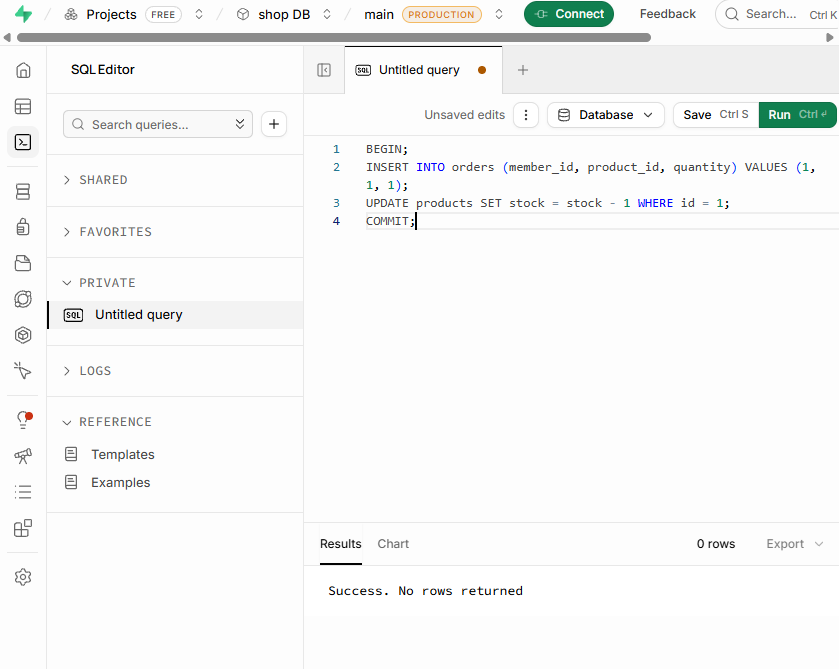 Projects FREE shop DB main PRODUCTION Connect Feedback Search... Ctrl K
SQL Editor
SQL Untitled query
Unsaved edits Database Save Ctrl S Run Ctrl ↵
Search queries...
SHARED
FAVORITES
PRIVATE
SQL Untitled query
LOGS
REFERENCE
Templates
Examples
1 BEGIN;
2 INSERT INTO orders (member_id, product_id, quantity) VALUES (1,
1, 1);
3 UPDATE products SET stock = stock - 1 WHERE id = 1;
4 COMMIT;
Results Chart 0 rows Export
Success. No rows returned